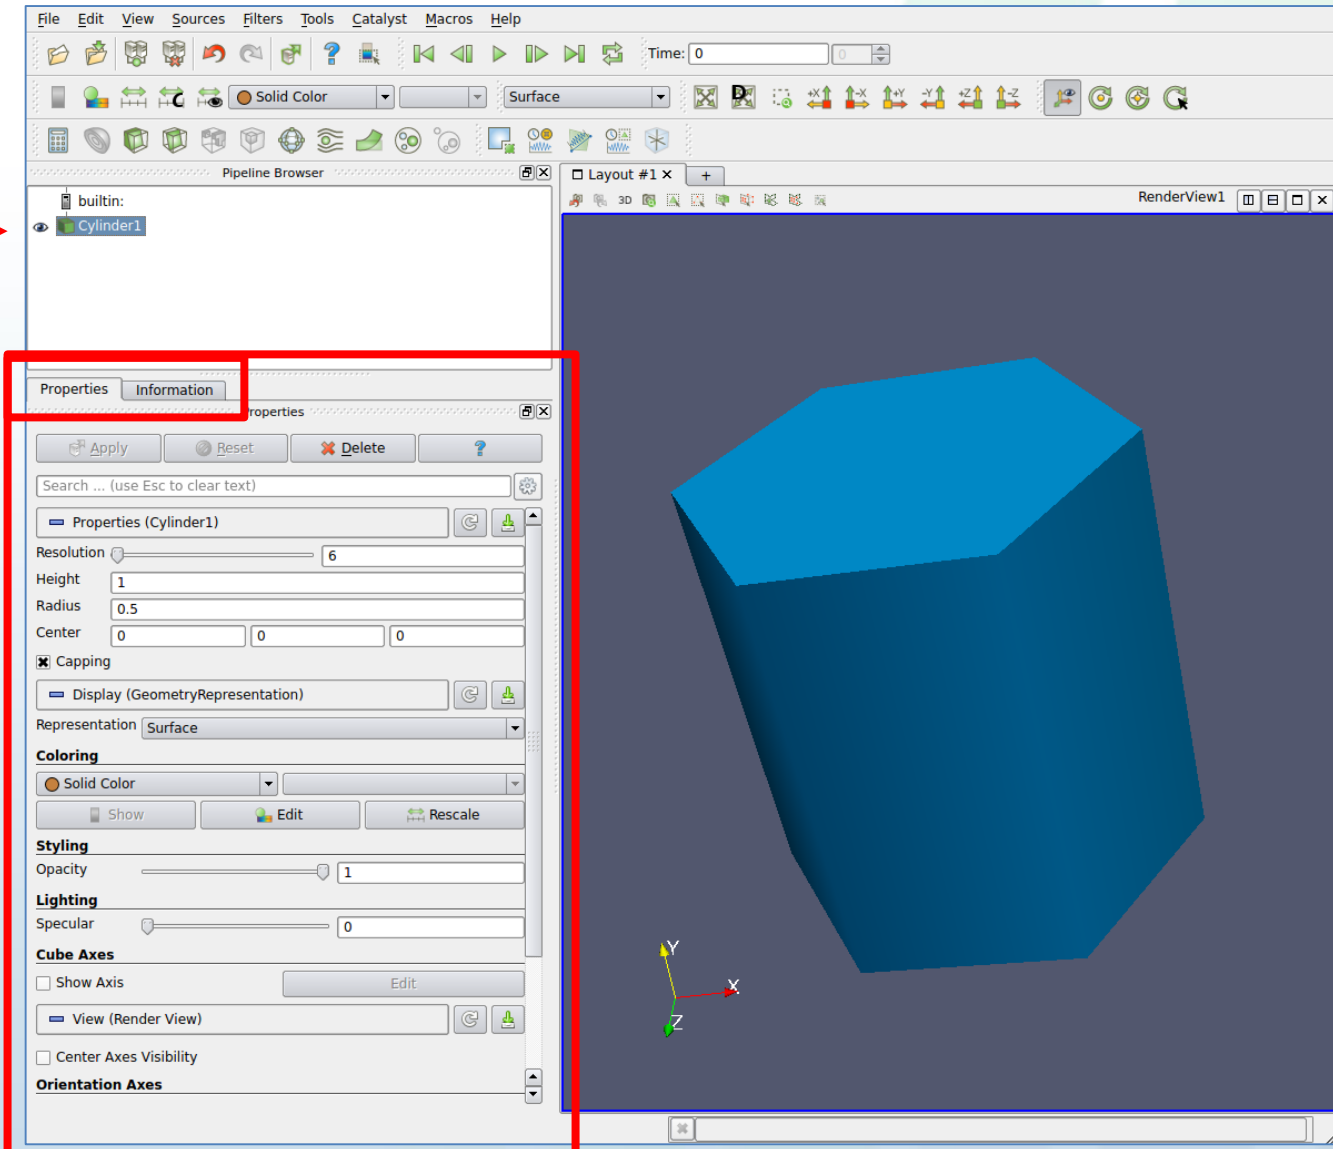 File Edit View Sources Filters Tools Catalyst Macros Help
Time: 0 0
Solid Color Surface +X -X +Y -Y +Z -Z
Pipeline Browser
Layout #1 +
builtin:
3D RenderView1
Cylinder1
Properties Information
Properties
Apply Reset Delete ?
Search ... (use Esc to clear text)
Properties (Cylinder1)
Resolution 6
Height 1
Radius 0.5
Center 0 0 0
Capping
Display (GeometryRepresentation)
Representation Surface
Coloring
Solid Color
Show Edit Rescale
Styling
Opacity 1
Lighting
Specular 0
Cube Axes
Show Axis Edit
View (Render View)
Center Axes Visibility
Orientation Axes
Y
X
Z